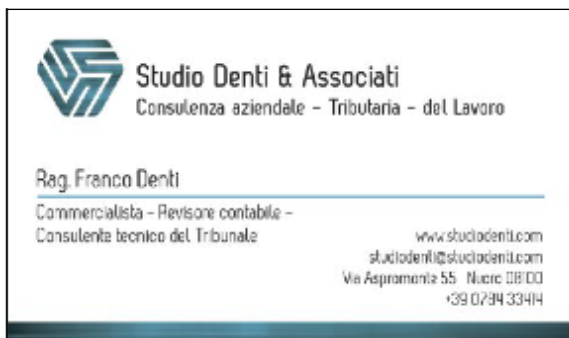 Studio Denti & Associati
Consulenza aziendale – Tributaria – del Lavoro
Rag. Franco Denti
Commercialista – Revisore contabile –
Consulente tecnico del Tribunale
www.studiodenti.com
studiodenti@studiodenti.com
Via Aspromonte 55 Nuoro 08100
+39 0784 33414